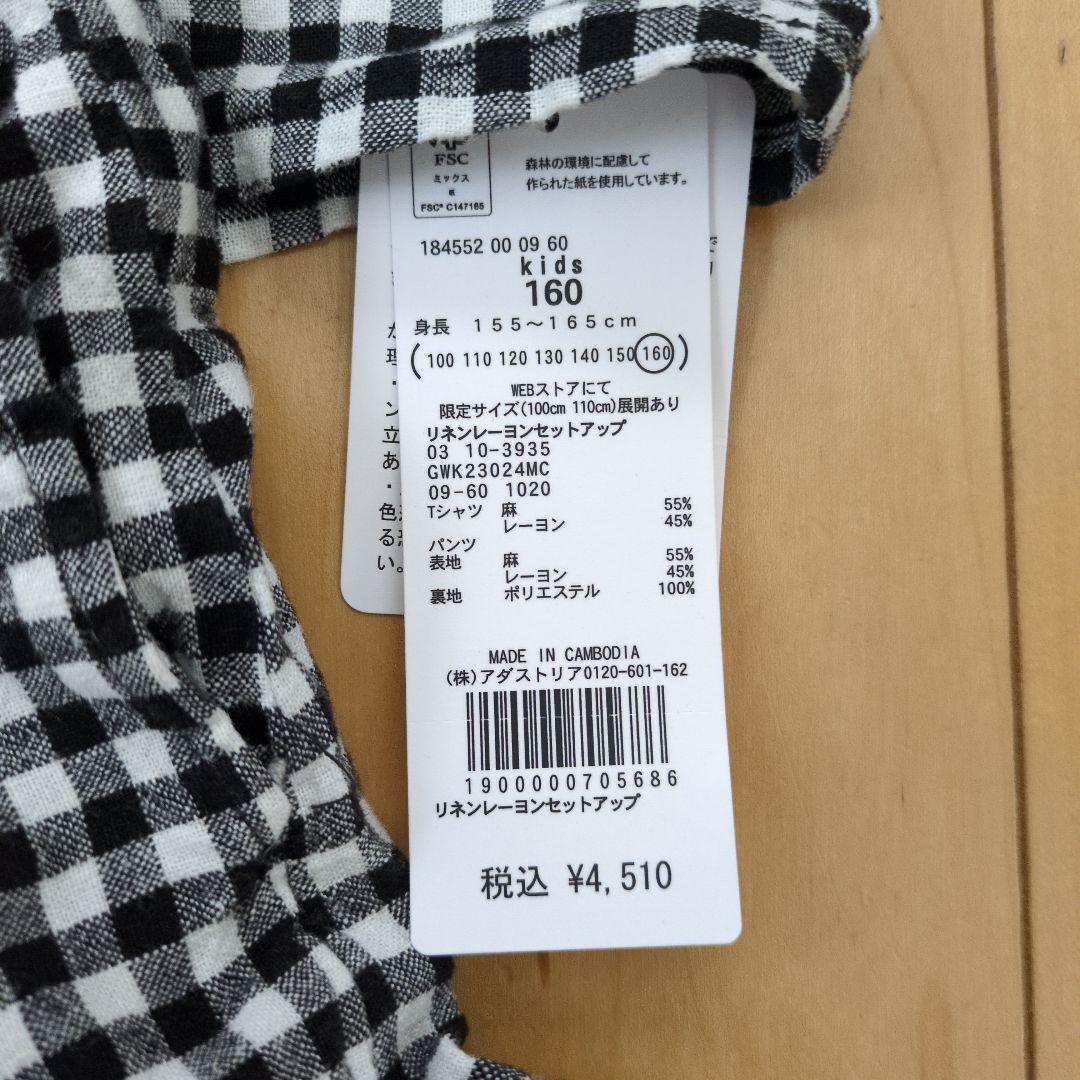 FSC
ミックス
紙
FSC® C147165
森林の環境に配慮して
作られた紙を使用しています。
184552 00 09 60
kids
160
身長 155~165cm
(100 110 120 130 140 150 160)
WEBストアにて
限定サイズ(100cm 110cm)展開あり
リネンレーヨンセットアップ
03 10-3935
GWK23024MC
09-60 1020
Tシャツ 麻 55%
レーヨン 45%
パンツ
表地 麻 55%
レーヨン 45%
裏地 ポリエステル 100%
MADE IN CAMBODIA
(株)アダストリア0120-601-162
1900000705686
リネンレーヨンセットアップ
税込 ¥4,510
理
・
ン
立
あ
・
色
る
い。